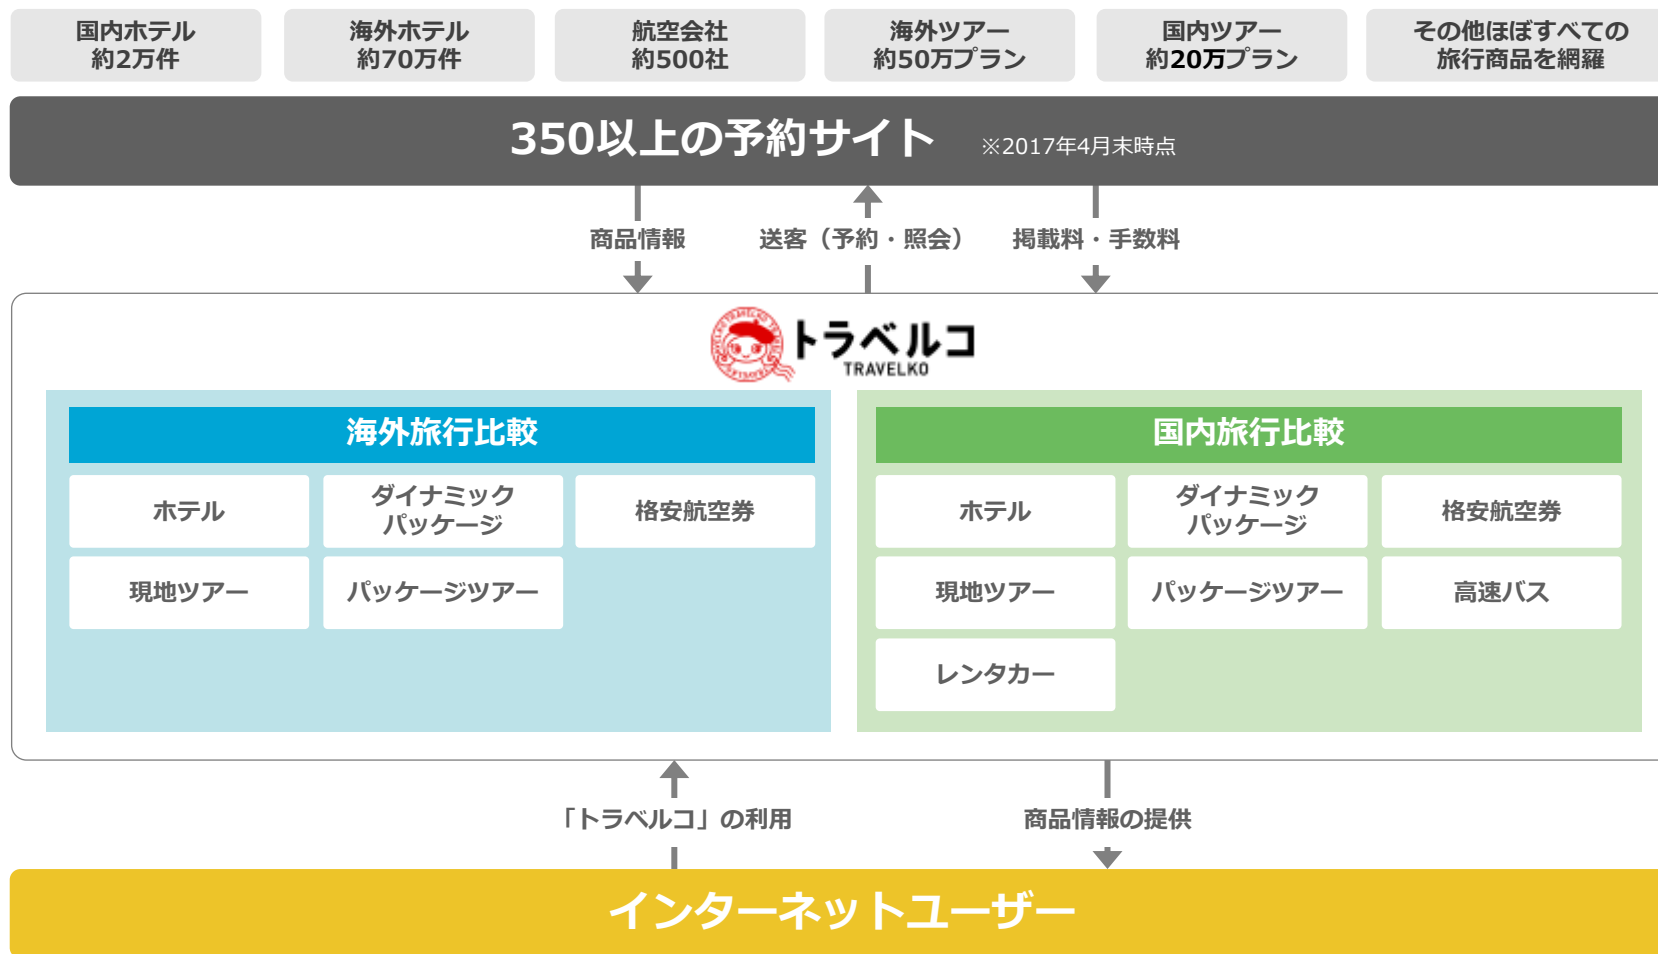 国内ホテル
約2万件
海外ホテル
約70万件
航空会社
約500社
海外ツアー
約50万プラン
国内ツアー
約20万プラン
その他ほぼすべての
旅行商品を網羅
350以上の予約サイト ※2017年4月末時点
商品情報
送客（予約・照会）
掲載料・手数料
トラベルコ
TRAVELKO
海外旅行比較
ホテル
ダイナミック
パッケージ
格安航空券
現地ツアー
パッケージツアー
国内旅行比較
ホテル
ダイナミック
パッケージ
格安航空券
現地ツアー
パッケージツアー
高速バス
レンタカー
「トラベルコ」の利用
商品情報の提供
インターネットユーザー